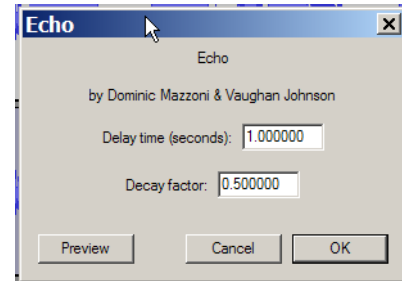 Echo
Echo
by Dominic Mazzoni & Vaughan Johnson
Delay time (seconds): 1.000000
Decay factor: 0.500000
Preview Cancel OK